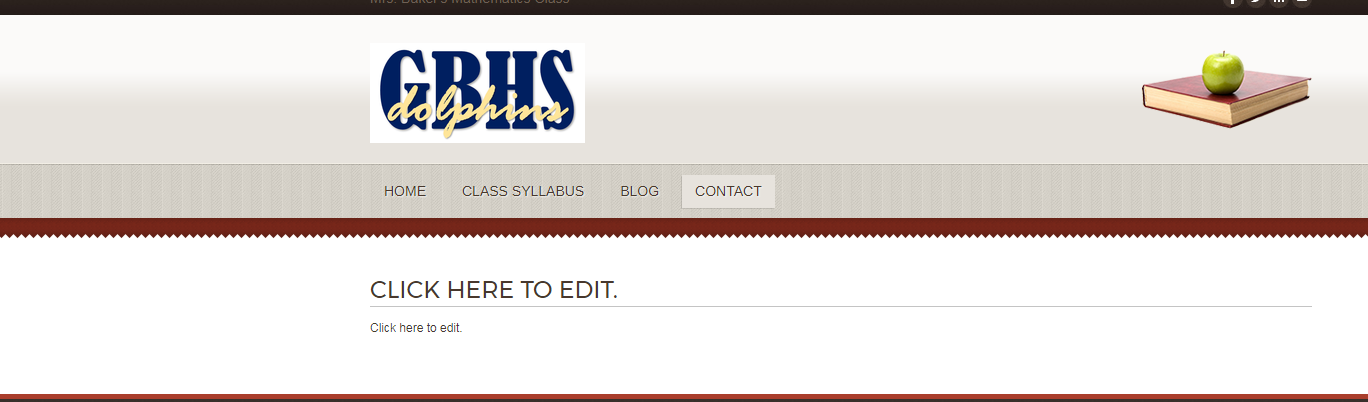 Mrs. Baker's Mathematics Class
GBHS
dolphins
HOME CLASS SYLLABUS BLOG CONTACT
CLICK HERE TO EDIT.
Click here to edit.